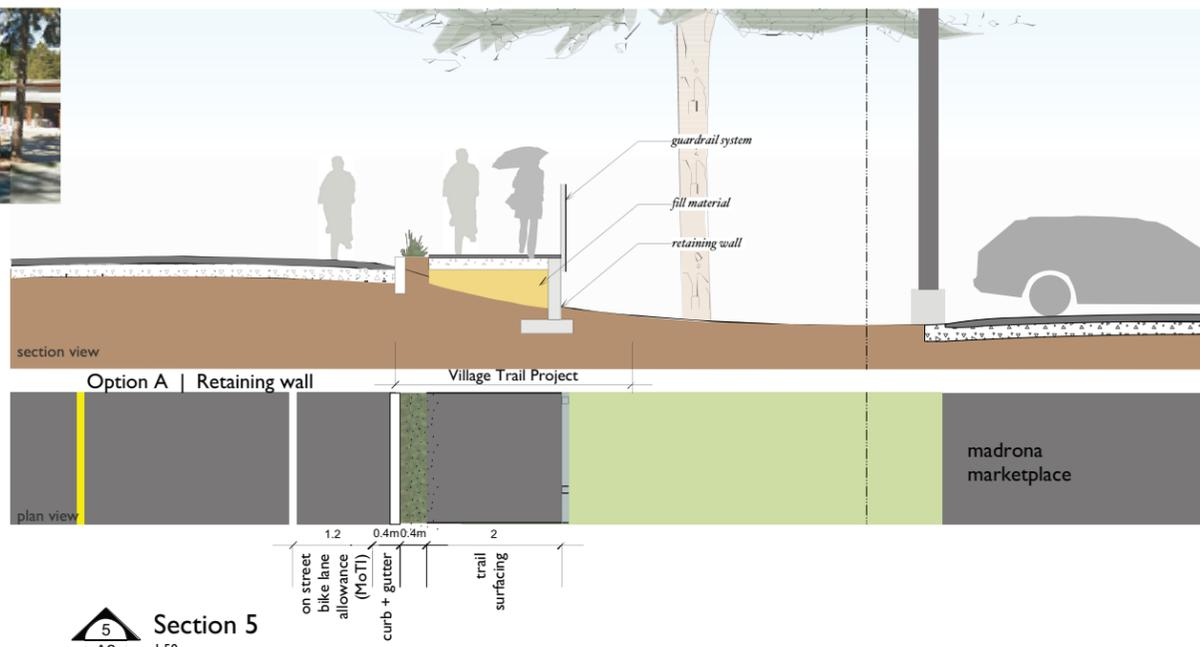 guardrail system
fill material
retaining wall
section view
Option A | Retaining wall
Village Trail Project
madrona
marketplace
plan view
1.2
0.4m
0.4m
2
on street
bike lane
allowance
(MoTI)
curb + gutter
trail
surfacing
5
Section 5